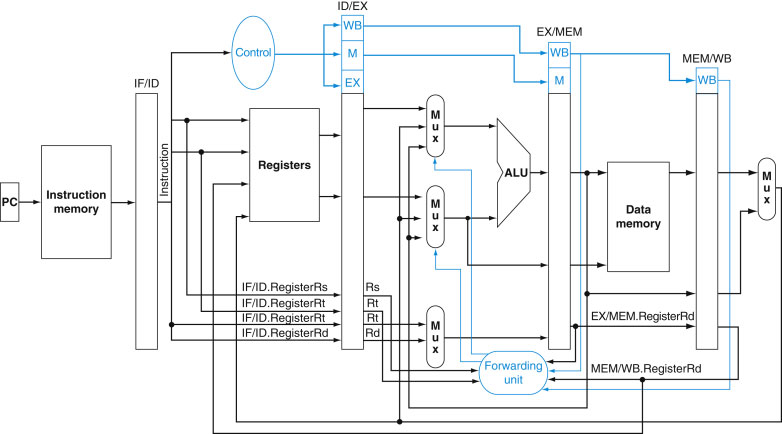 ID/EX
WB
Control
M
EX
EX/MEM
WB
M
MEM/WB
WB
IF/ID
PC
Instruction
memory
Instruction
Registers
M
u
x
M
u
x
M
u
x
ALU
Data
memory
M
u
x
IF/ID.RegisterRs
IF/ID.RegisterRt
IF/ID.RegisterRt
IF/ID.RegisterRd
Rs
Rt
Rt
Rd
EX/MEM.RegisterRd
Forwarding
unit
MEM/WB.RegisterRd